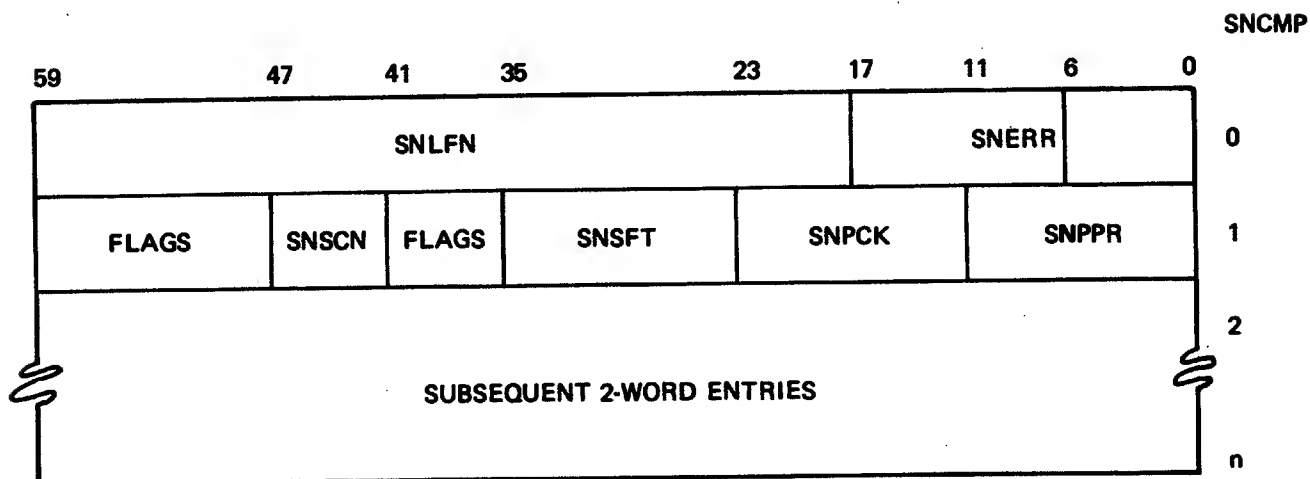 SNCMP
59 47 41 35 23 17 11 6 0
SNLFN SNERR 0
FLAGS SNSCN FLAGS SNSFT SNPCK SNPPR 1
2
SUBSEQUENT 2-WORD ENTRIES
n